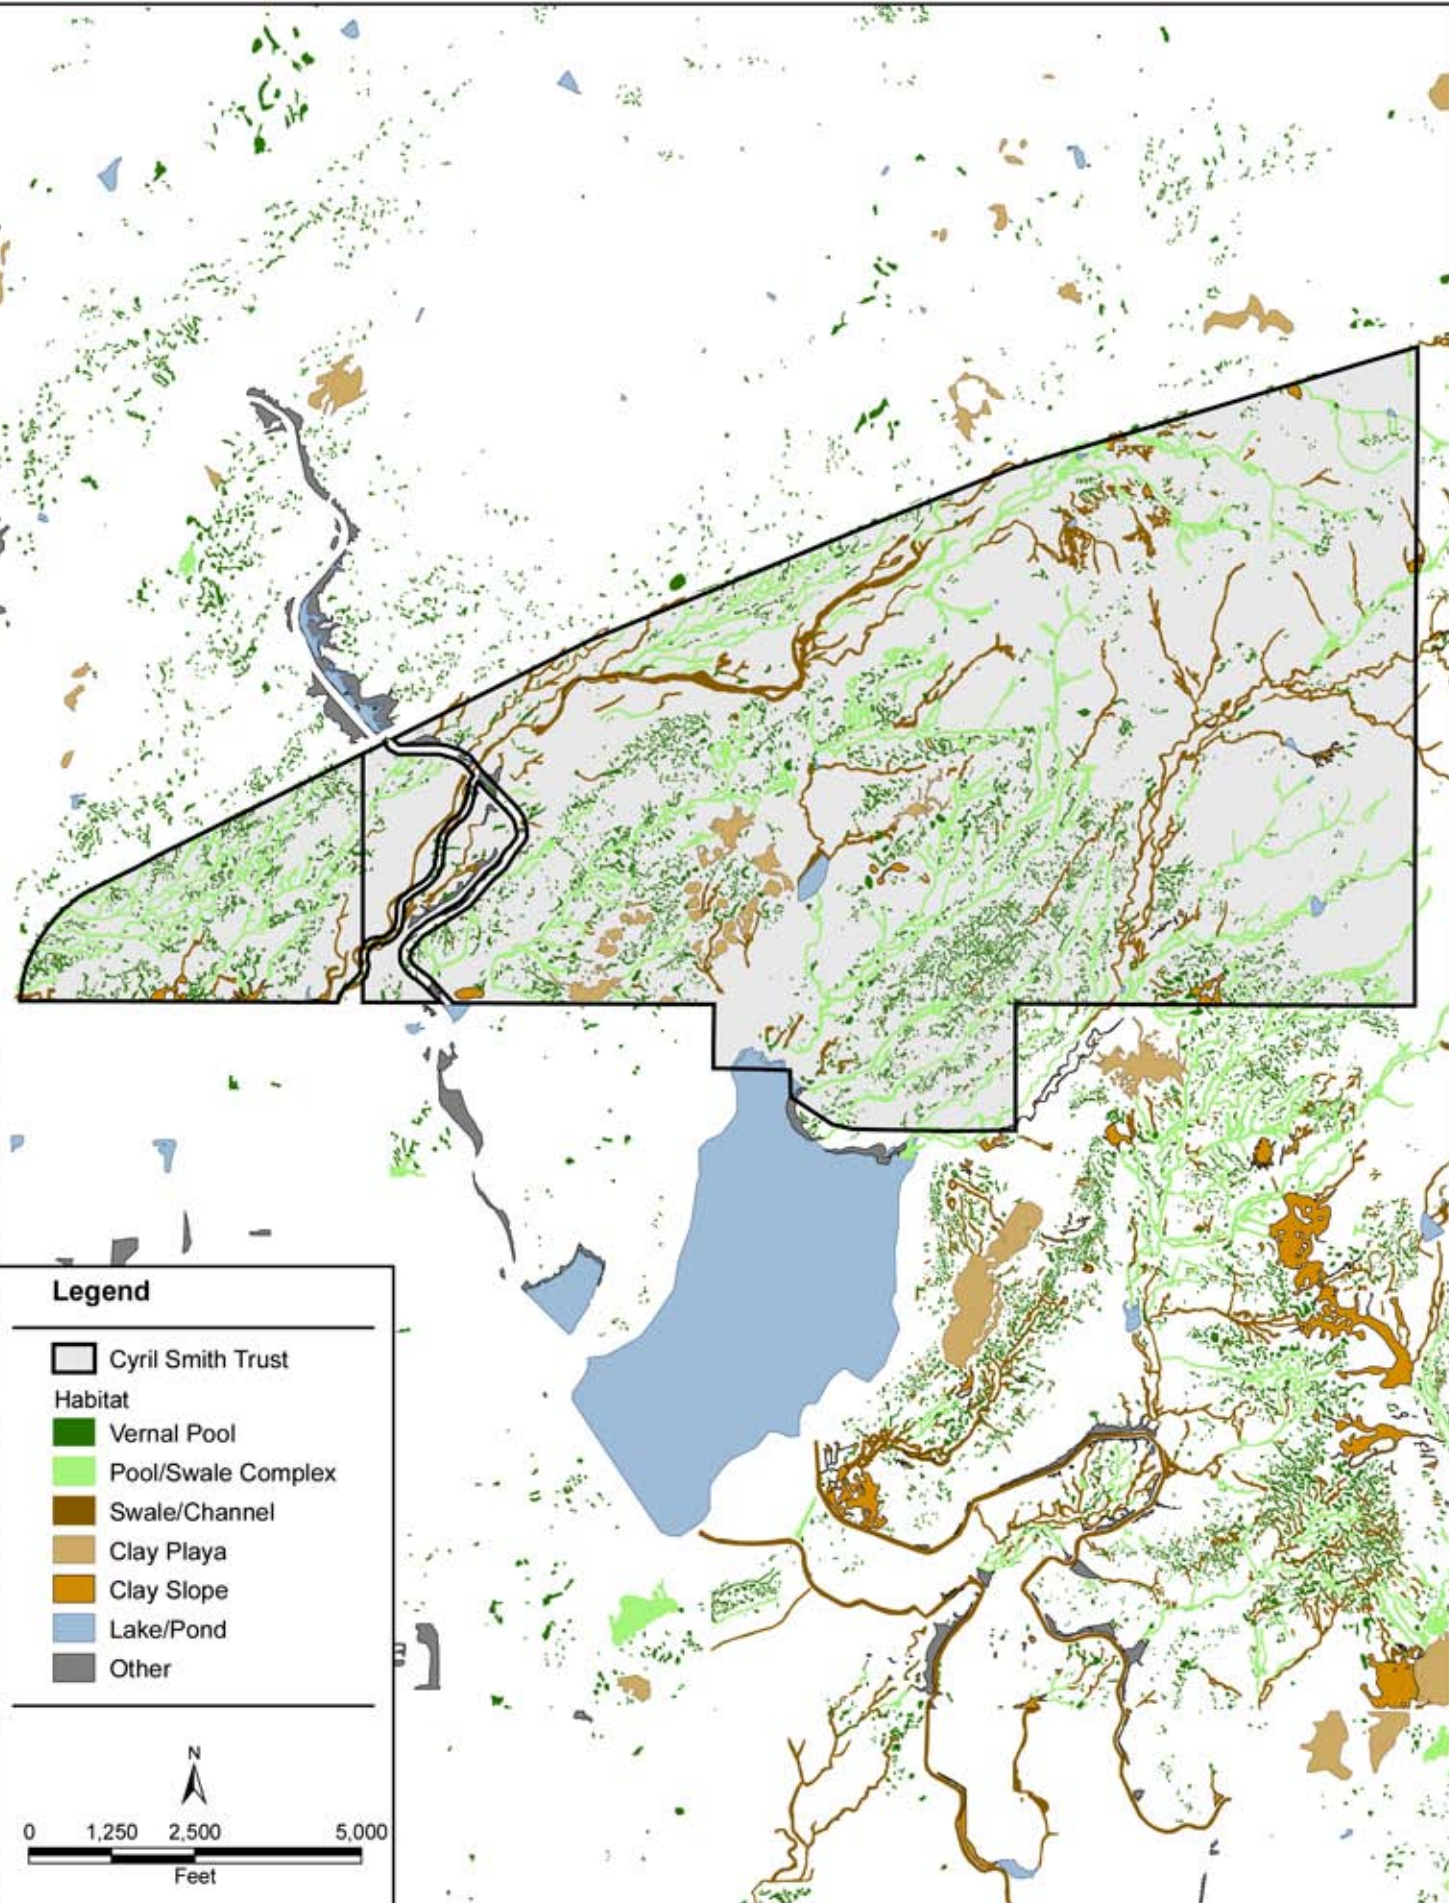 Legend
Cyril Smith Trust
Habitat
Vernal Pool
Pool/Swale Complex
Swale/Channel
Clay Playa
Clay Slope
Lake/Pond
Other
N
0 1,250 2,500 5,000
Feet